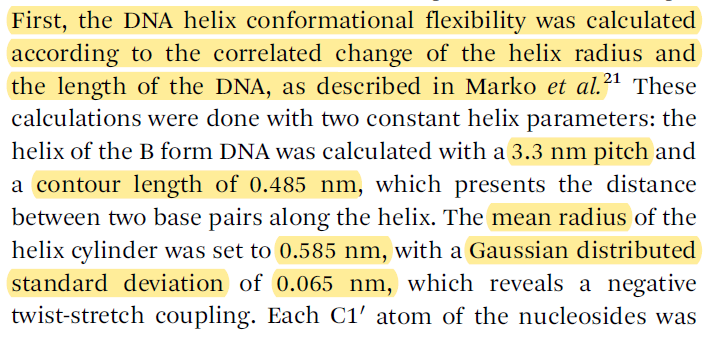 First, the DNA helix conformational flexibility was calculated
according to the correlated change of the helix radius and
the length of the DNA, as described in Marko et al.21 These
calculations were done with two constant helix parameters: the
helix of the B form DNA was calculated with a 3.3 nm pitch and
a contour length of 0.485 nm, which presents the distance
between two base pairs along the helix. The mean radius of the
helix cylinder was set to 0.585 nm, with a Gaussian distributed
standard deviation of 0.065 nm, which reveals a negative
twist-stretch coupling. Each C1′ atom of the nucleosides was